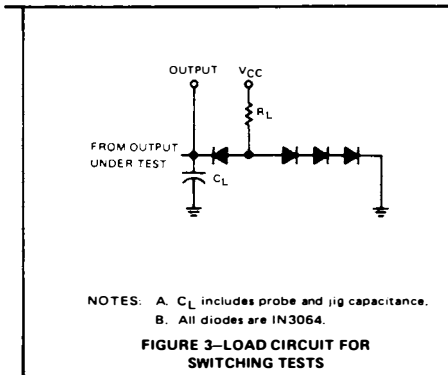 OUTPUT VCC
RL
FROM OUTPUT
UNDER TEST
CL
NOTES: A. CL includes probe and jig capacitance.
B. All diodes are IN3064.
FIGURE 3—LOAD CIRCUIT FOR
SWITCHING TESTS